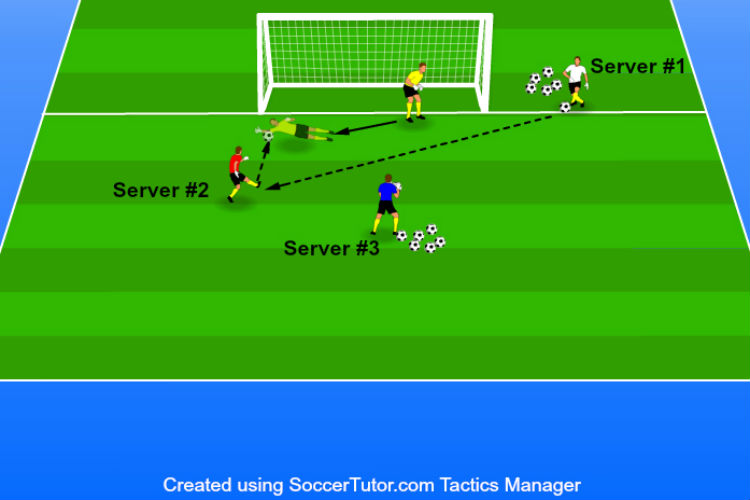 Server #1
Server #2
Server #3
Created using SoccerTutor.com Tactics Manager